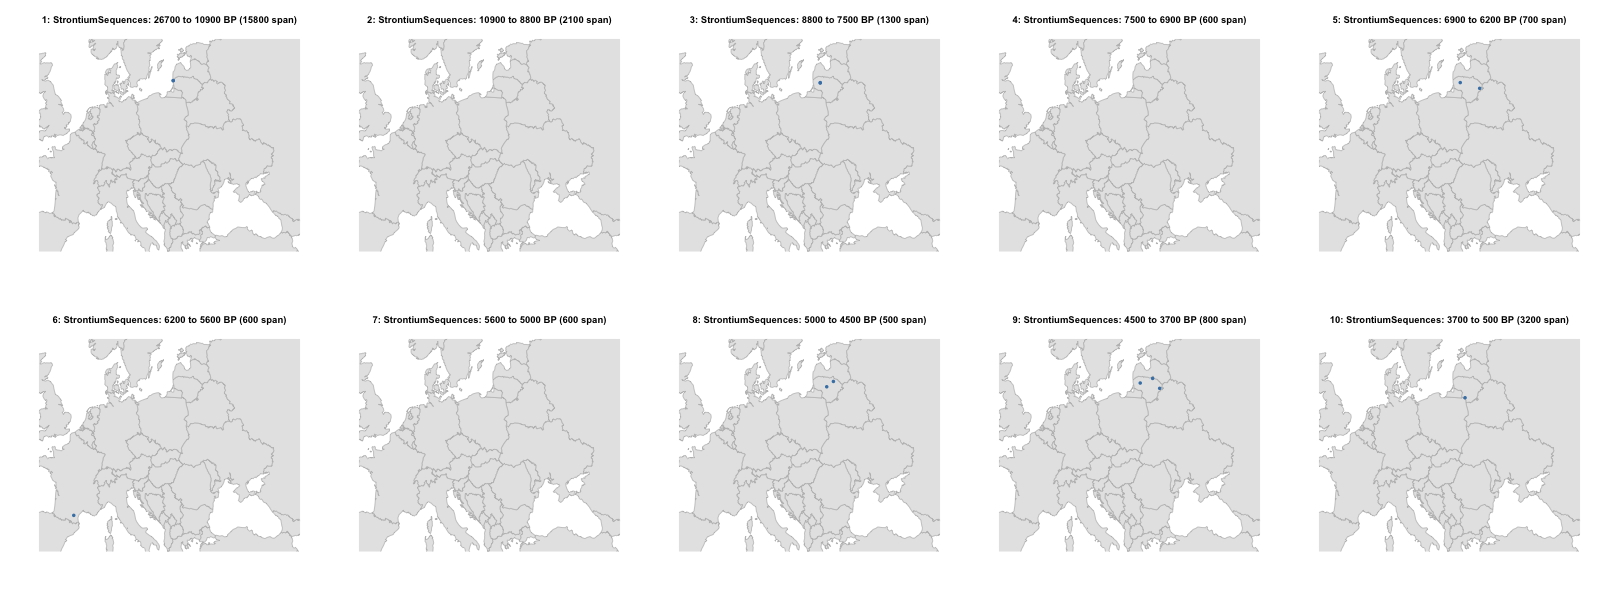 1: StrontiumSequences: 26700 to 10900 BP (15800 span)
2: StrontiumSequences: 10900 to 8800 BP (2100 span)
3: StrontiumSequences: 8800 to 7500 BP (1300 span)
4: StrontiumSequences: 7500 to 6900 BP (600 span)
5: StrontiumSequences: 6900 to 6200 BP (700 span)
6: StrontiumSequences: 6200 to 5600 BP (600 span)
7: StrontiumSequences: 5600 to 5000 BP (600 span)
8: StrontiumSequences: 5000 to 4500 BP (500 span)
9: StrontiumSequences: 4500 to 3700 BP (800 span)
10: StrontiumSequences: 3700 to 500 BP (3200 span)